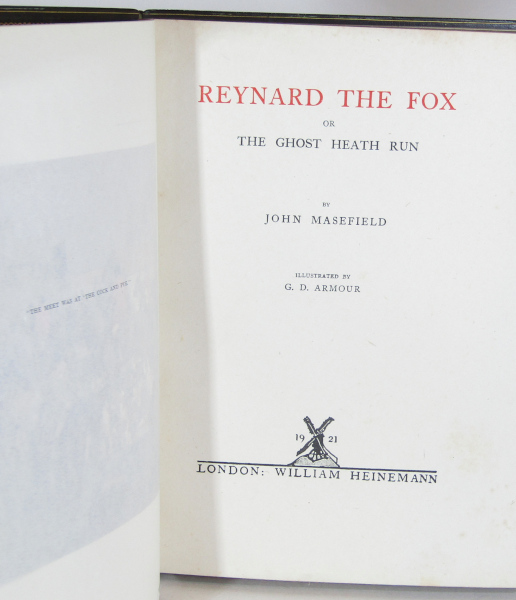 "THE MEET WAS AT 'THE COCK AND PYE.'"
REYNARD THE FOX
OR
THE GHOST HEATH RUN
BY
JOHN MASEFIELD
ILLUSTRATED BY
G. D. ARMOUR
19 21
LONDON: WILLIAM HEINEMANN